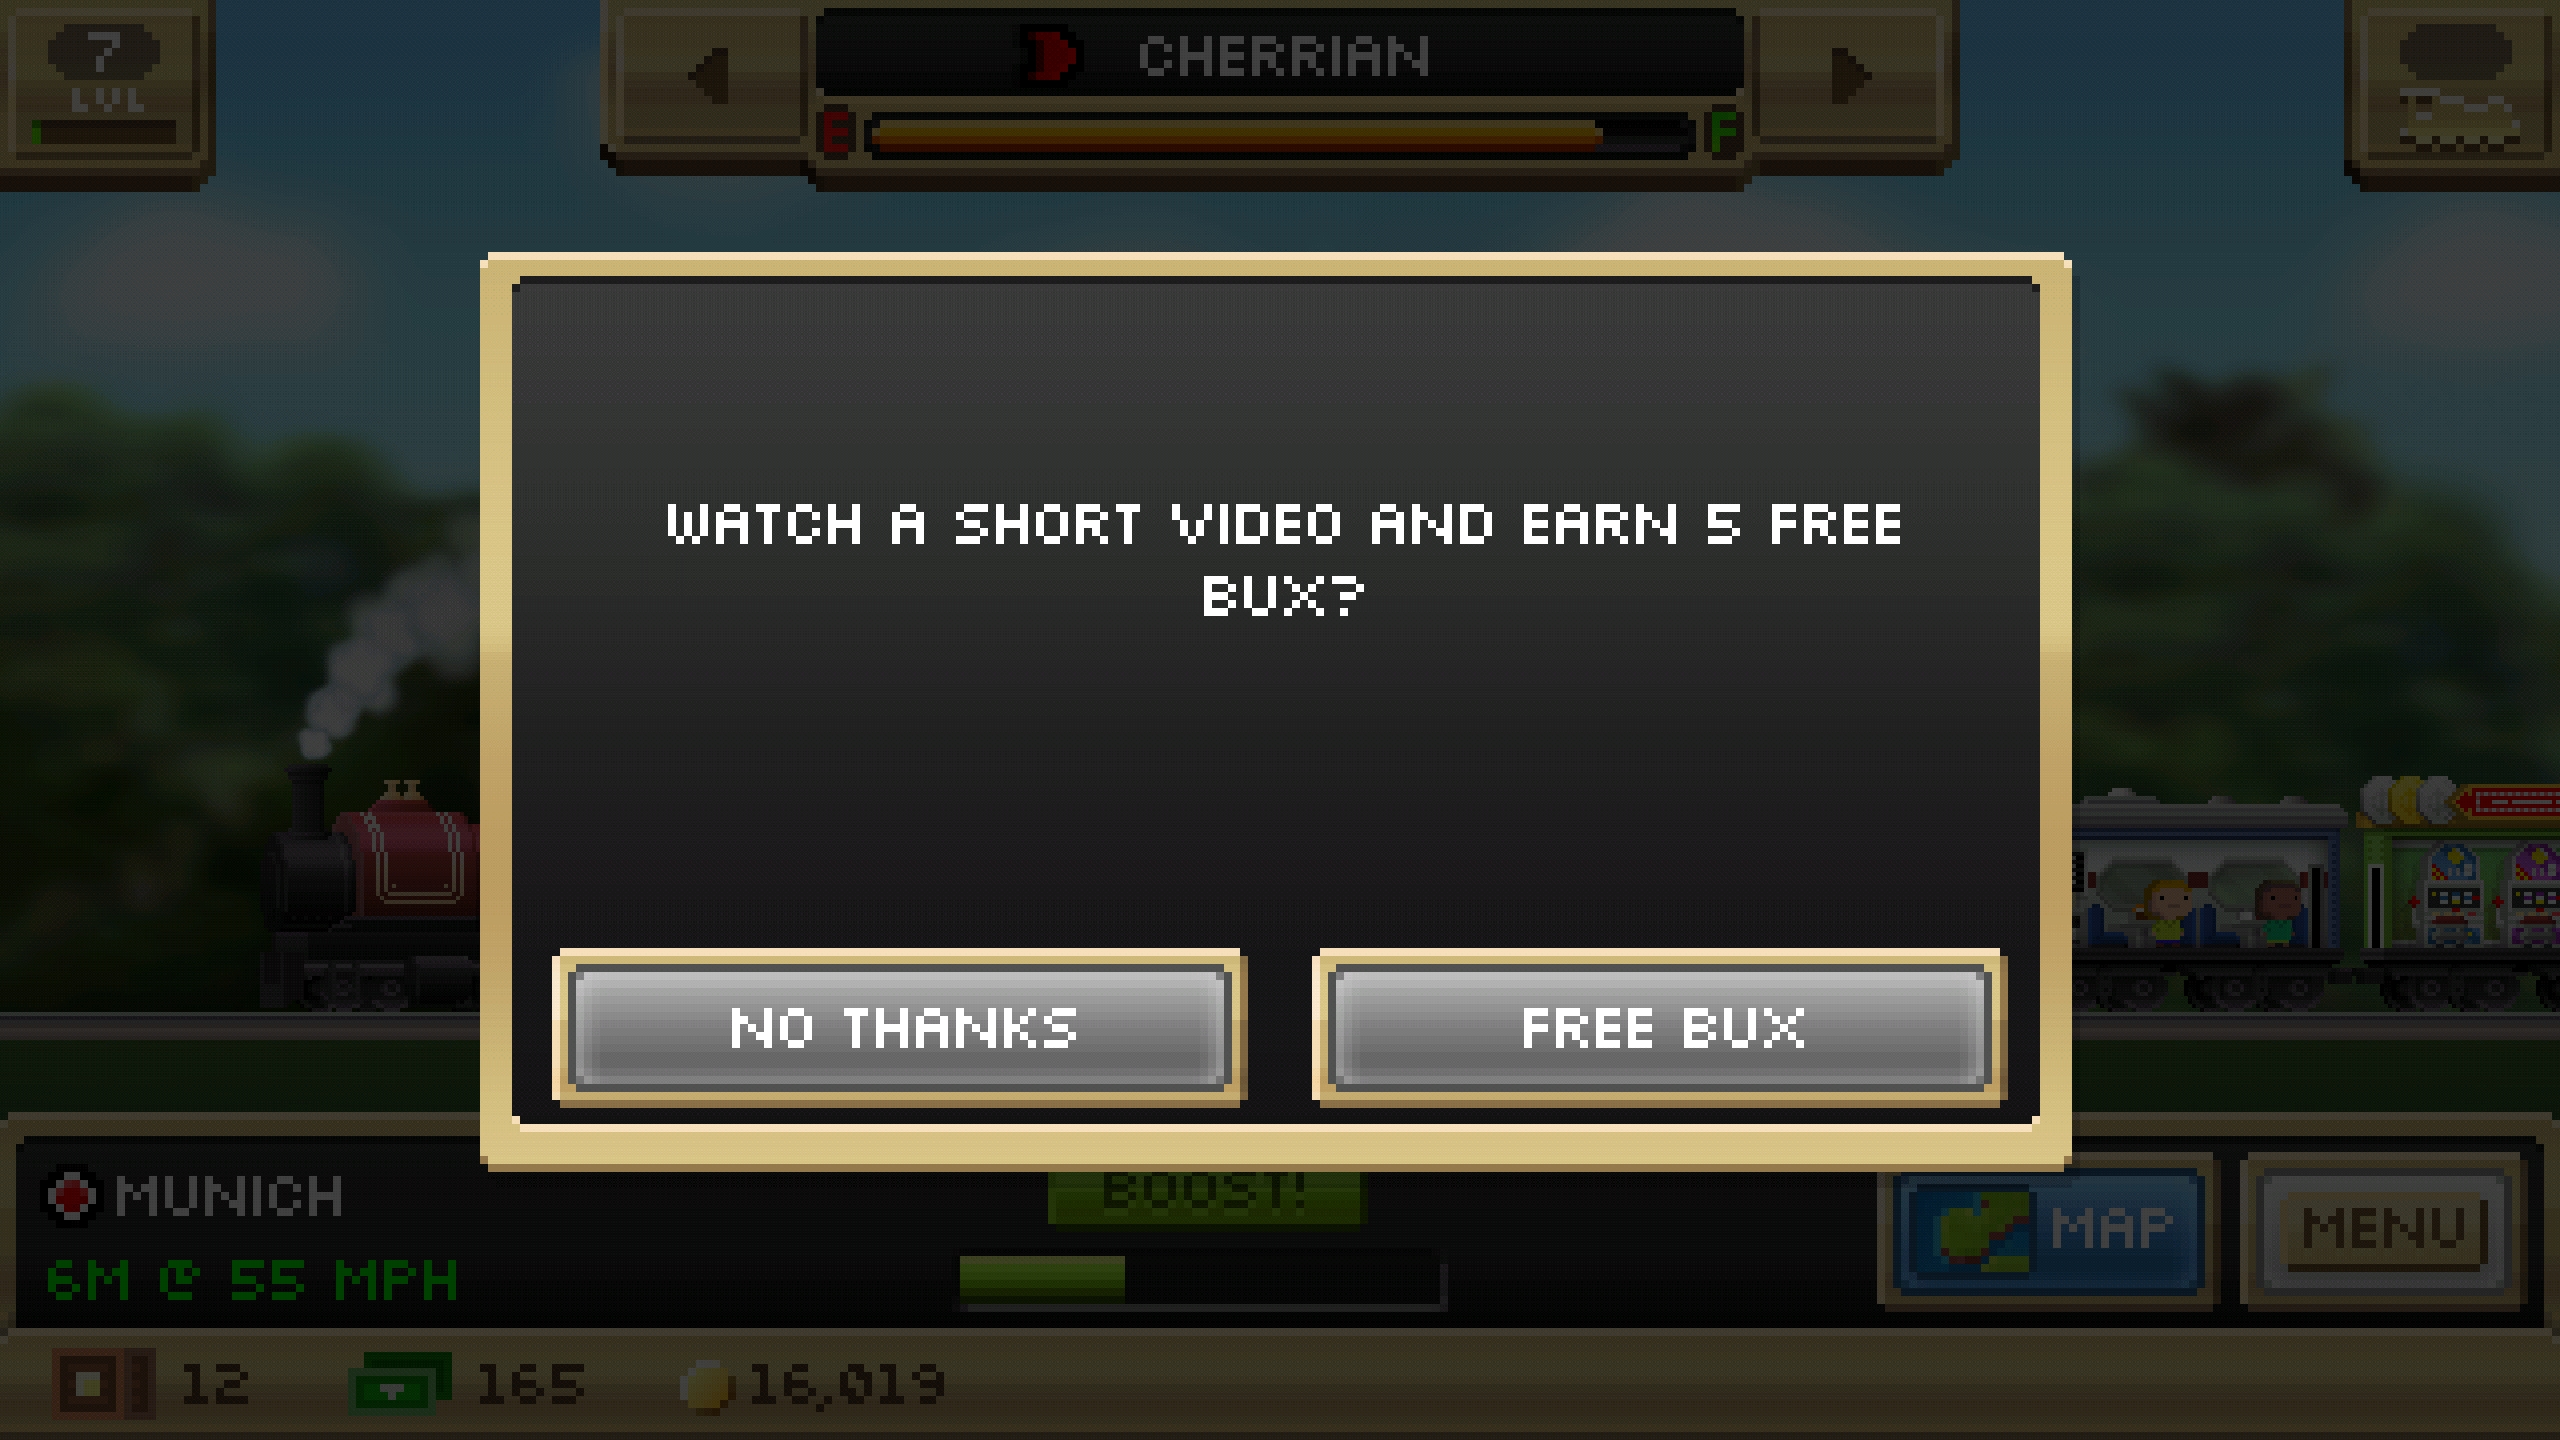 7
LVL
CHERRIAN
E F
WATCH A SHORT VIDEO AND EARN 5 FREE
BUX?
NO THANKS
FREE BUX
MUNICH
BOOST!
6M @ 55 MPH
MAP
MENU
12
165
16,019